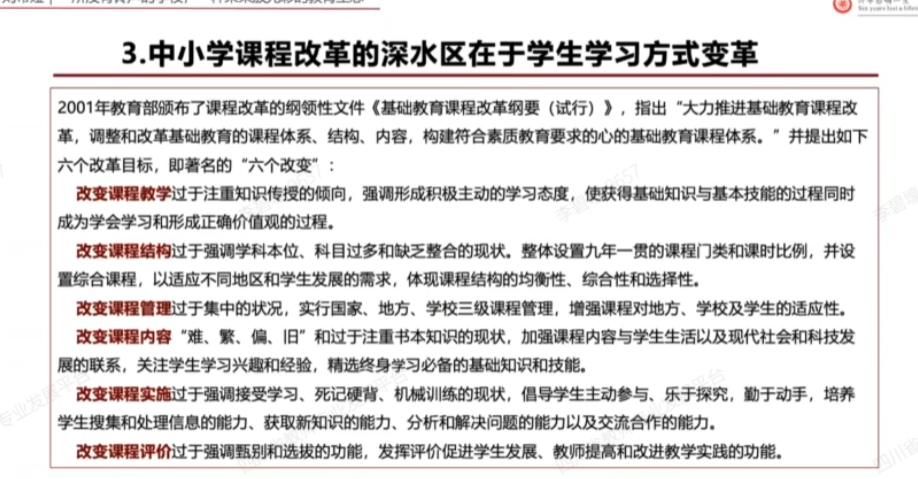 3.中小学课程改革的深水区在于学生学习方式变革
2001年教育部颁布了课程改革的纲领性文件《基础教育课程改革纲要（试行）》，指出“大力推进基础教育课程改
革，调整和改革基础教育的课程体系、结构、内容，构建符合素质教育要求的心的基础教育课程体系。”并提出如下
六个改革目标，即著名的“六个改变”：
改变课程教学过于注重知识传授的倾向，强调形成积极主动的学习态度，使获得基础知识与基本技能的过程同时
成为学会学习和形成正确价值观的过程。
改变课程结构过于强调学科本位、科目过多和缺乏整合的现状。整体设置九年一贯的课程门类和课时比例，并设
置综合课程，以适应不同地区和学生发展的需求，体现课程结构的均衡性、综合性和选择性。
改变课程管理过于集中的状况，实行国家、地方、学校三级课程管理，增强课程对地方、学校及学生的适应性。
改变课程内容“难、繁、偏、旧”和过于注重书本知识的现状，加强课程内容与学生生活以及现代社会和科技发
展的联系，关注学生学习兴趣和经验，精选终身学习必备的基础知识和技能。
改变课程实施过于强调接受学习、死记硬背、机械训练的现状，倡导学生主动参与、乐于探究，勤于动手，培养
学生搜集和处理信息的能力、获取新知识的能力、分析和解决问题的能力以及交流合作的能力。
改变课程评价过于强调甄别和选拔的功能，发挥评价促进学生发展、教师提高和改进教学实践的功能。